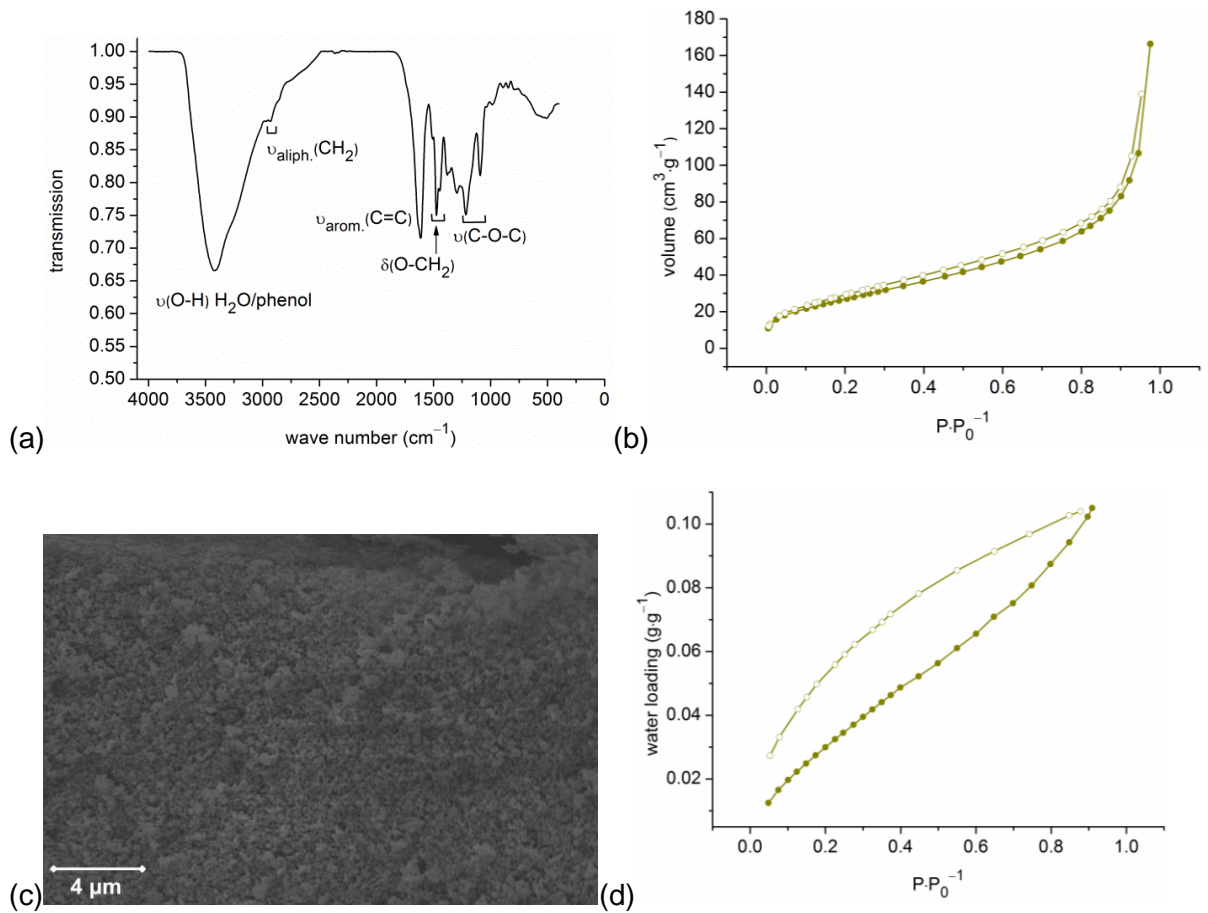 (a)
transmission
1.00
0.95
0.90
0.85
0.80
0.75
0.70
0.65
0.60
0.55
0.50
υaliph.(CH2)
υarom.(C=C)
υ(C-O-C)
δ(O-CH2)
υ(O-H) H2O/phenol
4000 3500 3000 2500 2000 1500 1000 500 0
wave number (cm−1)
(b)
volume (cm3·g−1)
180
160
140
120
100
80
60
40
20
0
0.0 0.2 0.4 0.6 0.8 1.0
P·P0−1
(c)
4 µm
(d)
water loading (g·g−1)
0.10
0.08
0.06
0.04
0.02
0.0 0.2 0.4 0.6 0.8 1.0
P·P0−1